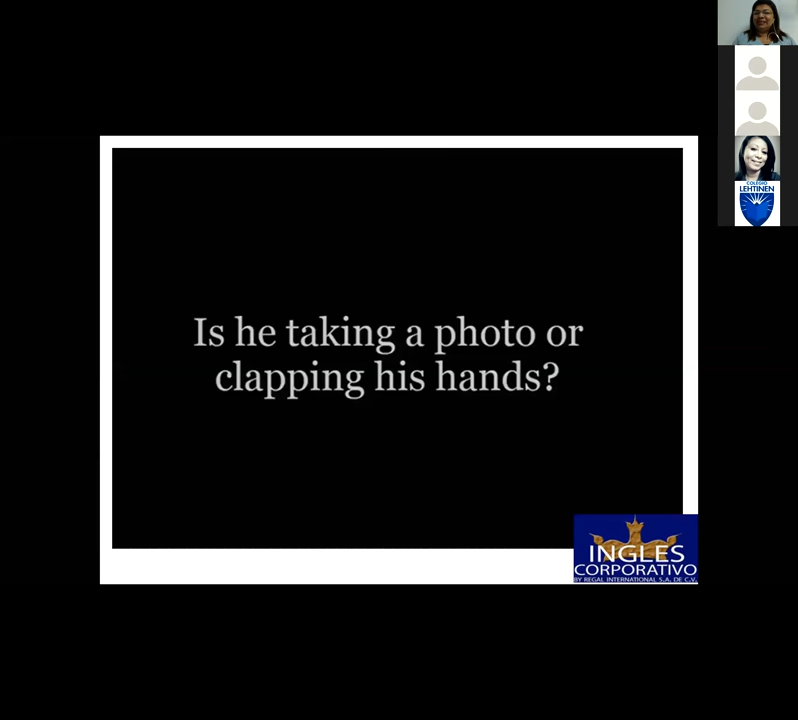 COLEGIO
LEHTINEN
Is he taking a photo or
clapping his hands?
INGLES
CORPORATIVO
BY REGAL INTERNATIONAL S.A. DE C.V.